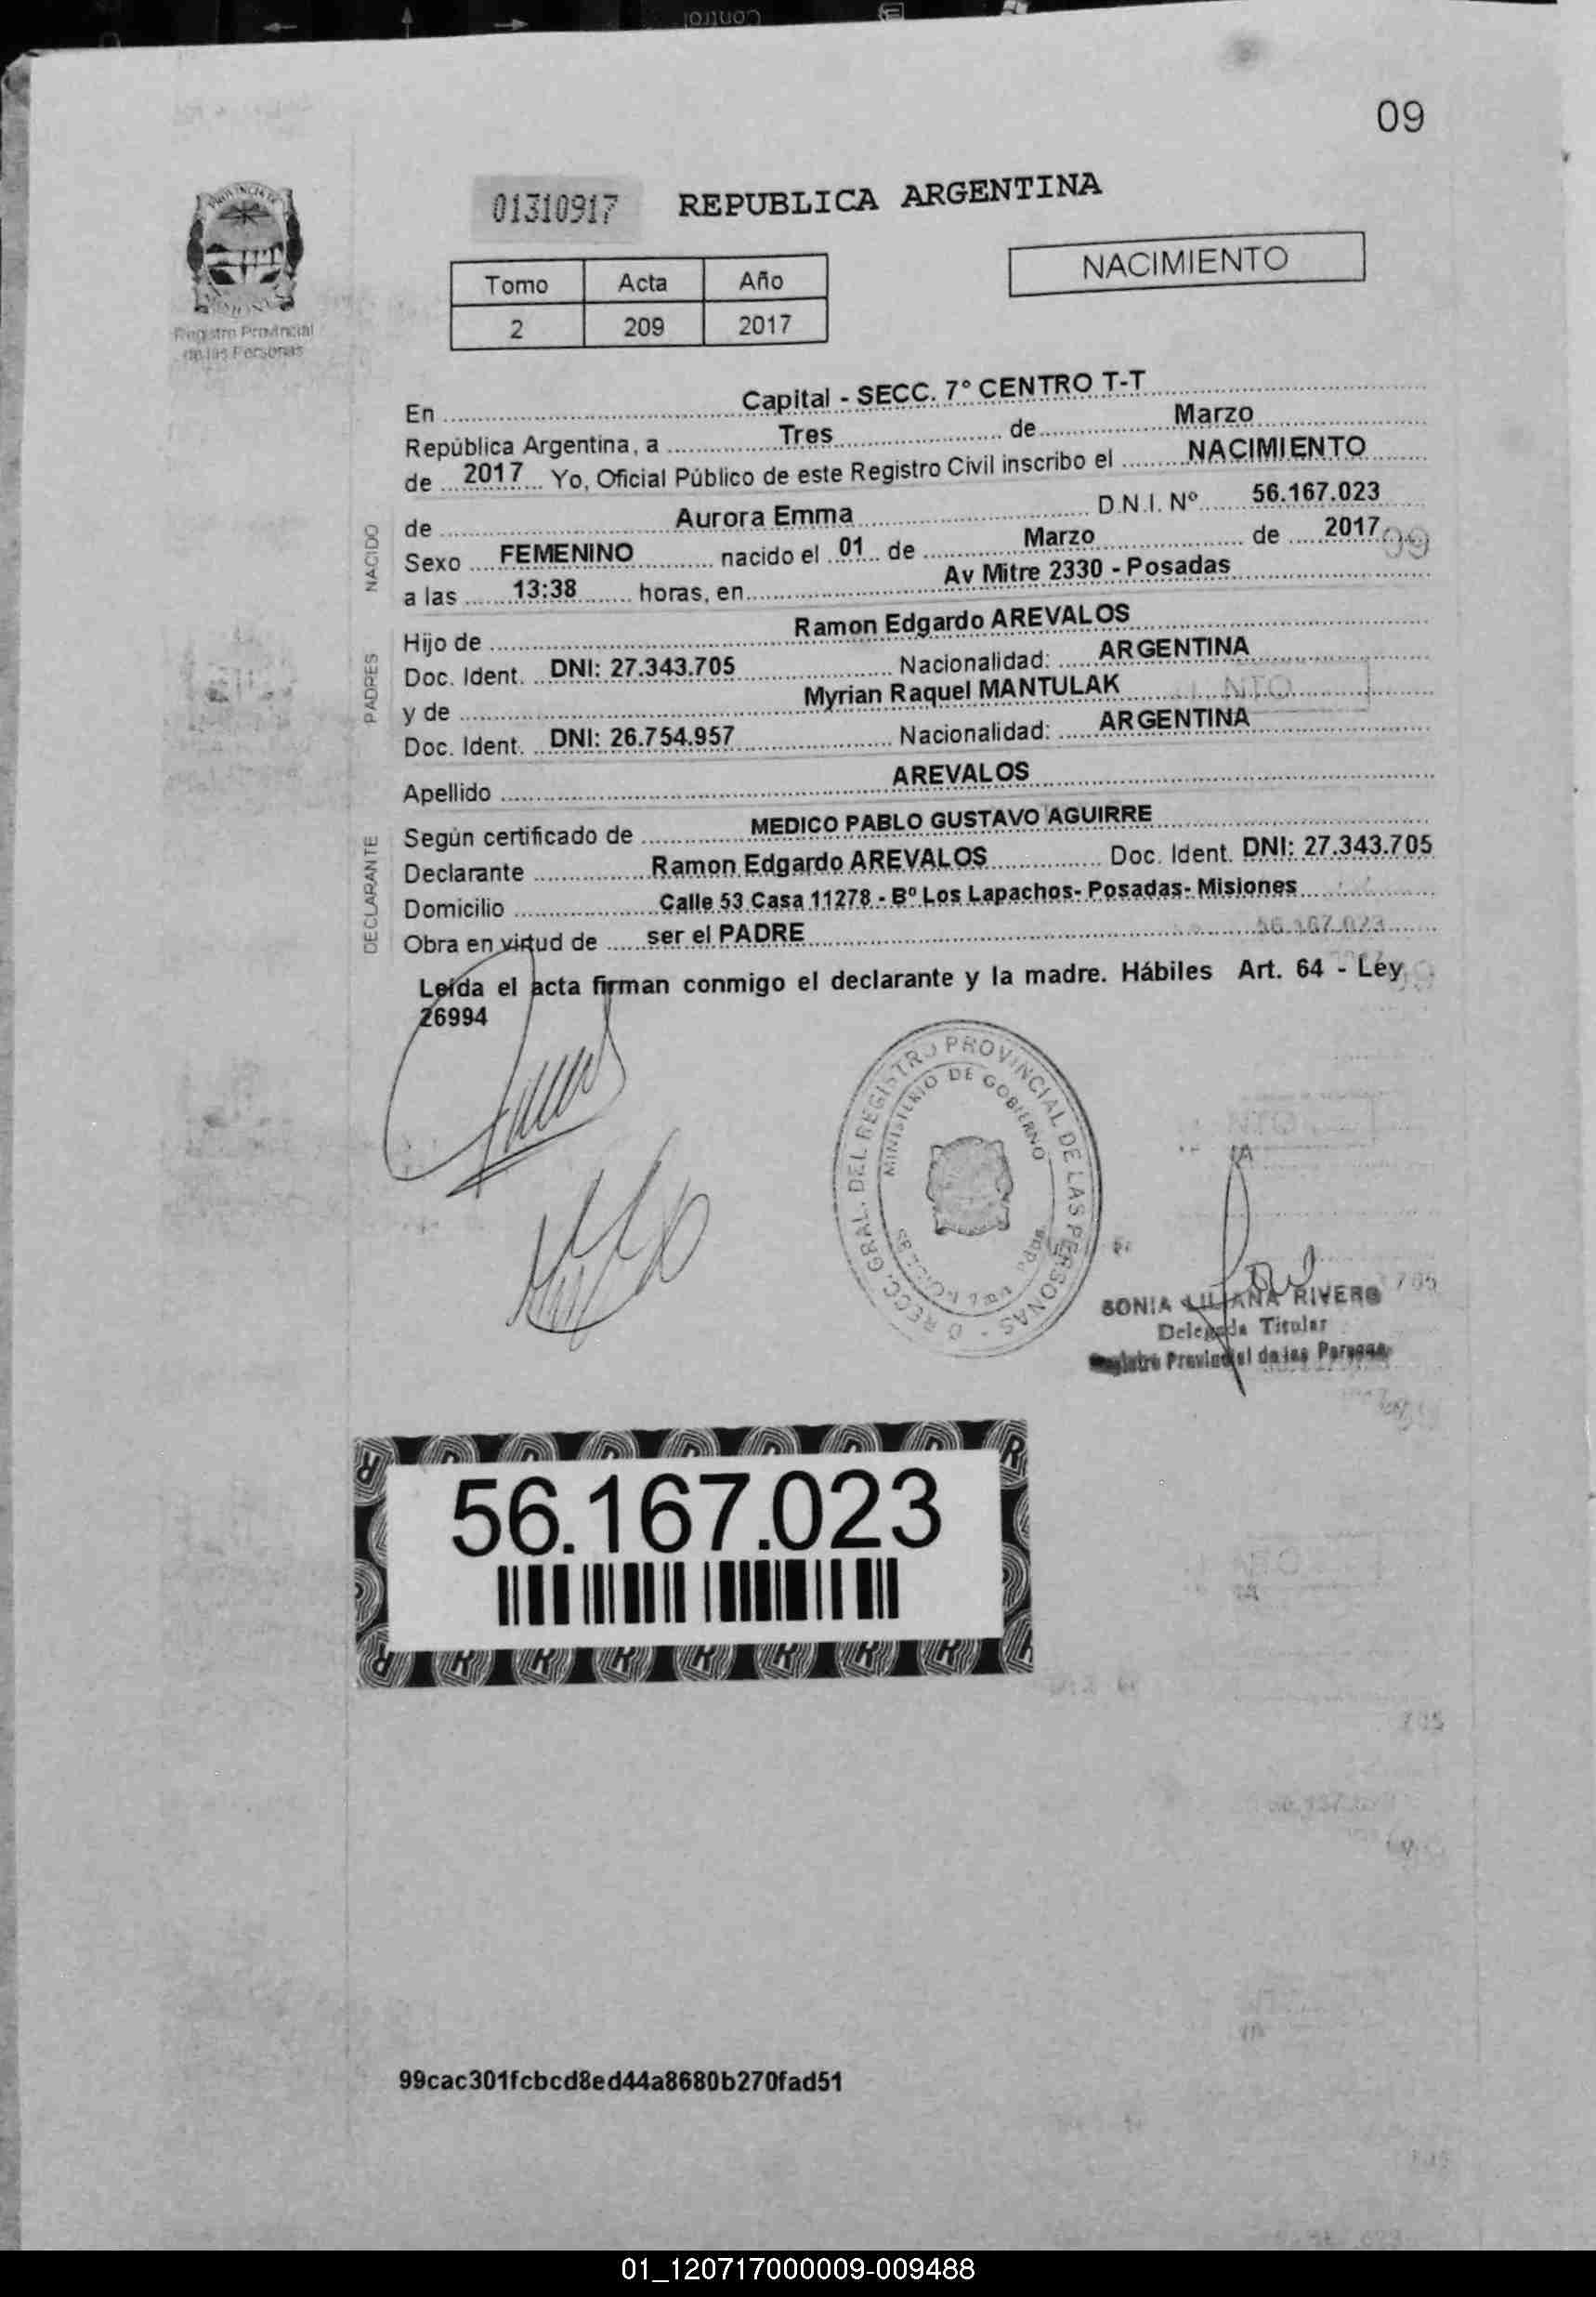 Control
09
01310917 REPUBLICA ARGENTINA
NACIMIENTO
Tomo Acta Año
2 209 2017
Registro Provincial
de las Personas
En Capital - SECC. 7° CENTRO T-T
República Argentina, a Tres de Marzo
de 2017 Yo, Oficial Público de este Registro Civil inscribo el NACIMIENTO
NACIDO
de Aurora Emma D.N.I. Nº 56.167.023
Sexo FEMENINO nacido el 01 de Marzo de 2017
a las 13:38 horas, en Av Mitre 2330 - Posadas
PADRES
Hijo de Ramon Edgardo AREVALOS
Doc. Ident. DNI: 27.343.705 Nacionalidad: ARGENTINA
y de Myrian Raquel MANTULAK
Doc. Ident. DNI: 26.754.957 Nacionalidad: ARGENTINA
Apellido AREVALOS
DECLARANTE
Según certificado de MEDICO PABLO GUSTAVO AGUIRRE
Declarante Ramon Edgardo AREVALOS Doc. Ident. DNI: 27.343.705
Domicilio Calle 53 Casa 11278 - Bº Los Lapachos- Posadas- Misiones
Obra en virtud de ser el PADRE
Leída el acta firman conmigo el declarante y la madre. Hábiles Art. 64 - Ley
26994
GRAL. DEL REGISTRO PROVINCIAL DE LAS PERSONAS
MINISTERIO DE GOBIERNO
SONIA LILIANA RIVERO
Delegada Titular
Registro Provincial de las Personas
56.167.023
99cac301fcbcd8ed44a8680b270fad51
01_120717000009-009488